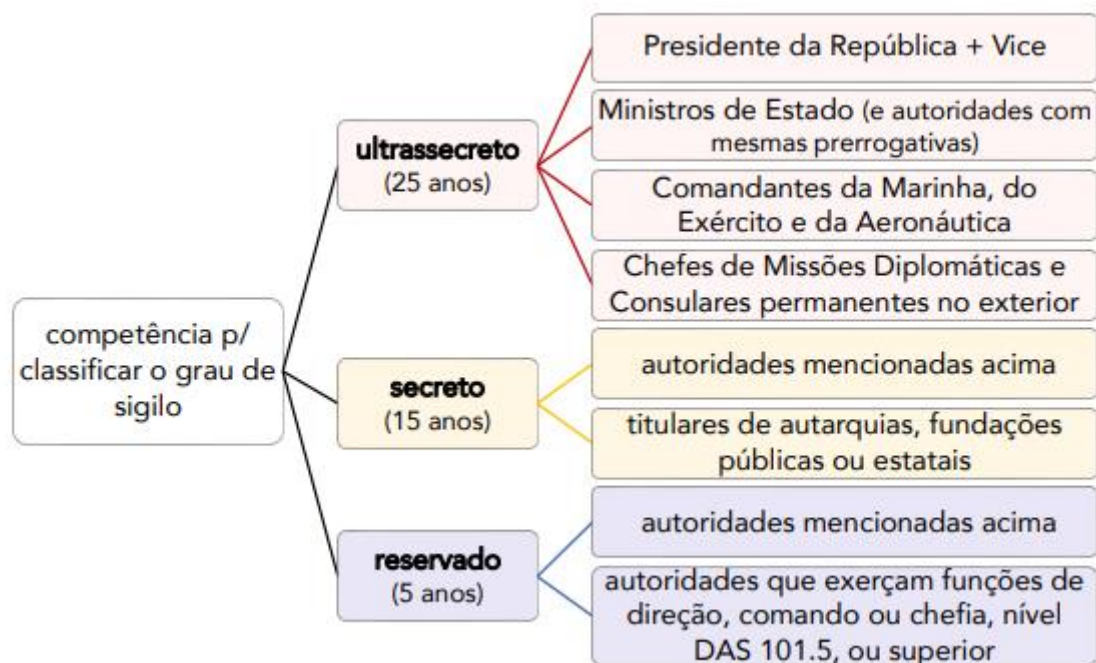 competência p/
classificar o grau de
sigilo
ultrassecreto
(25 anos)
Presidente da República + Vice
Ministros de Estado (e autoridades com
mesmas prerrogativas)
Comandantes da Marinha, do
Exército e da Aeronáutica
Chefes de Missões Diplomáticas e
Consulares permanentes no exterior
secreto
(15 anos)
autoridades mencionadas acima
titulares de autarquias, fundações
públicas ou estatais
reservado
(5 anos)
autoridades mencionadas acima
autoridades que exerçam funções de
direção, comando ou chefia, nível
DAS 101.5, ou superior